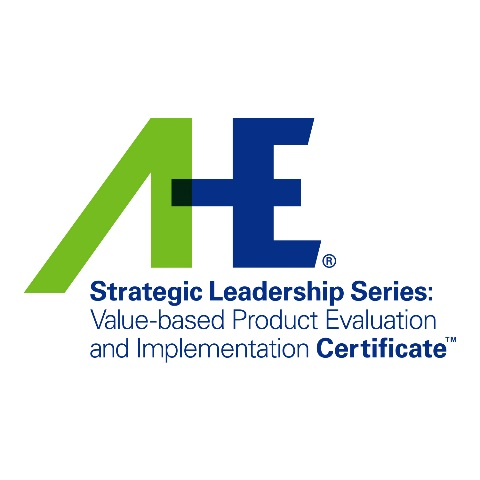 AHE®
Strategic Leadership Series:
Value-based Product Evaluation
and Implementation Certificate™